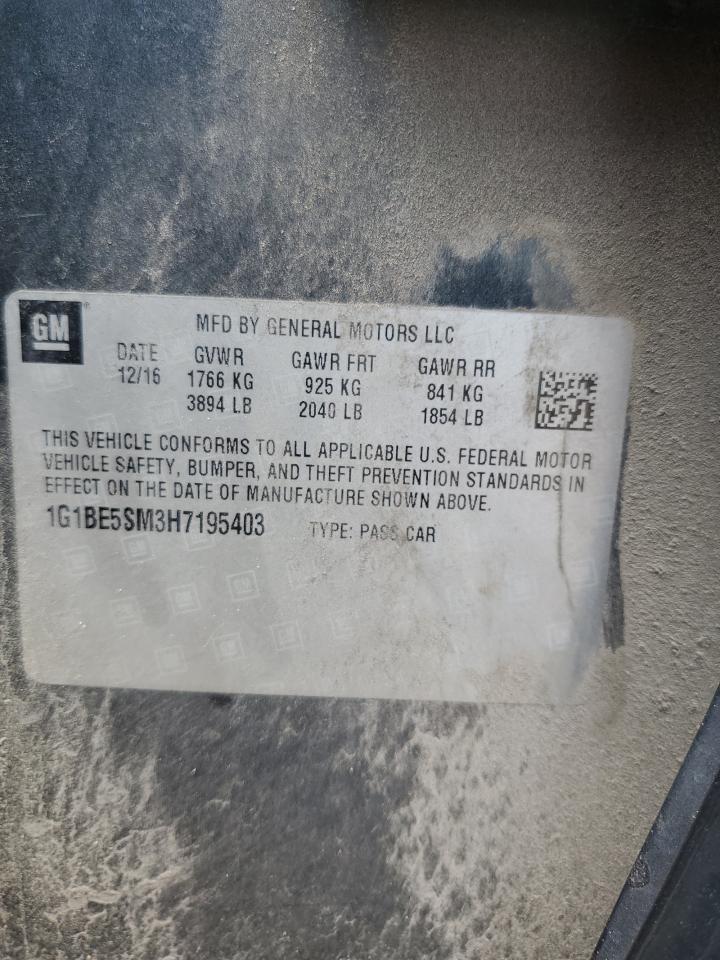 GM
MFD BY GENERAL MOTORS LLC
DATE GVWR GAWR FRT GAWR RR
12/16 1766 KG 925 KG 841 KG
3894 LB 2040 LB 1854 LB
THIS VEHICLE CONFORMS TO ALL APPLICABLE U.S. FEDERAL MOTOR
VEHICLE SAFETY, BUMPER, AND THEFT PREVENTION STANDARDS IN
EFFECT ON THE DATE OF MANUFACTURE SHOWN ABOVE.
1G1BE5SM3H7195403 TYPE: PASS CAR